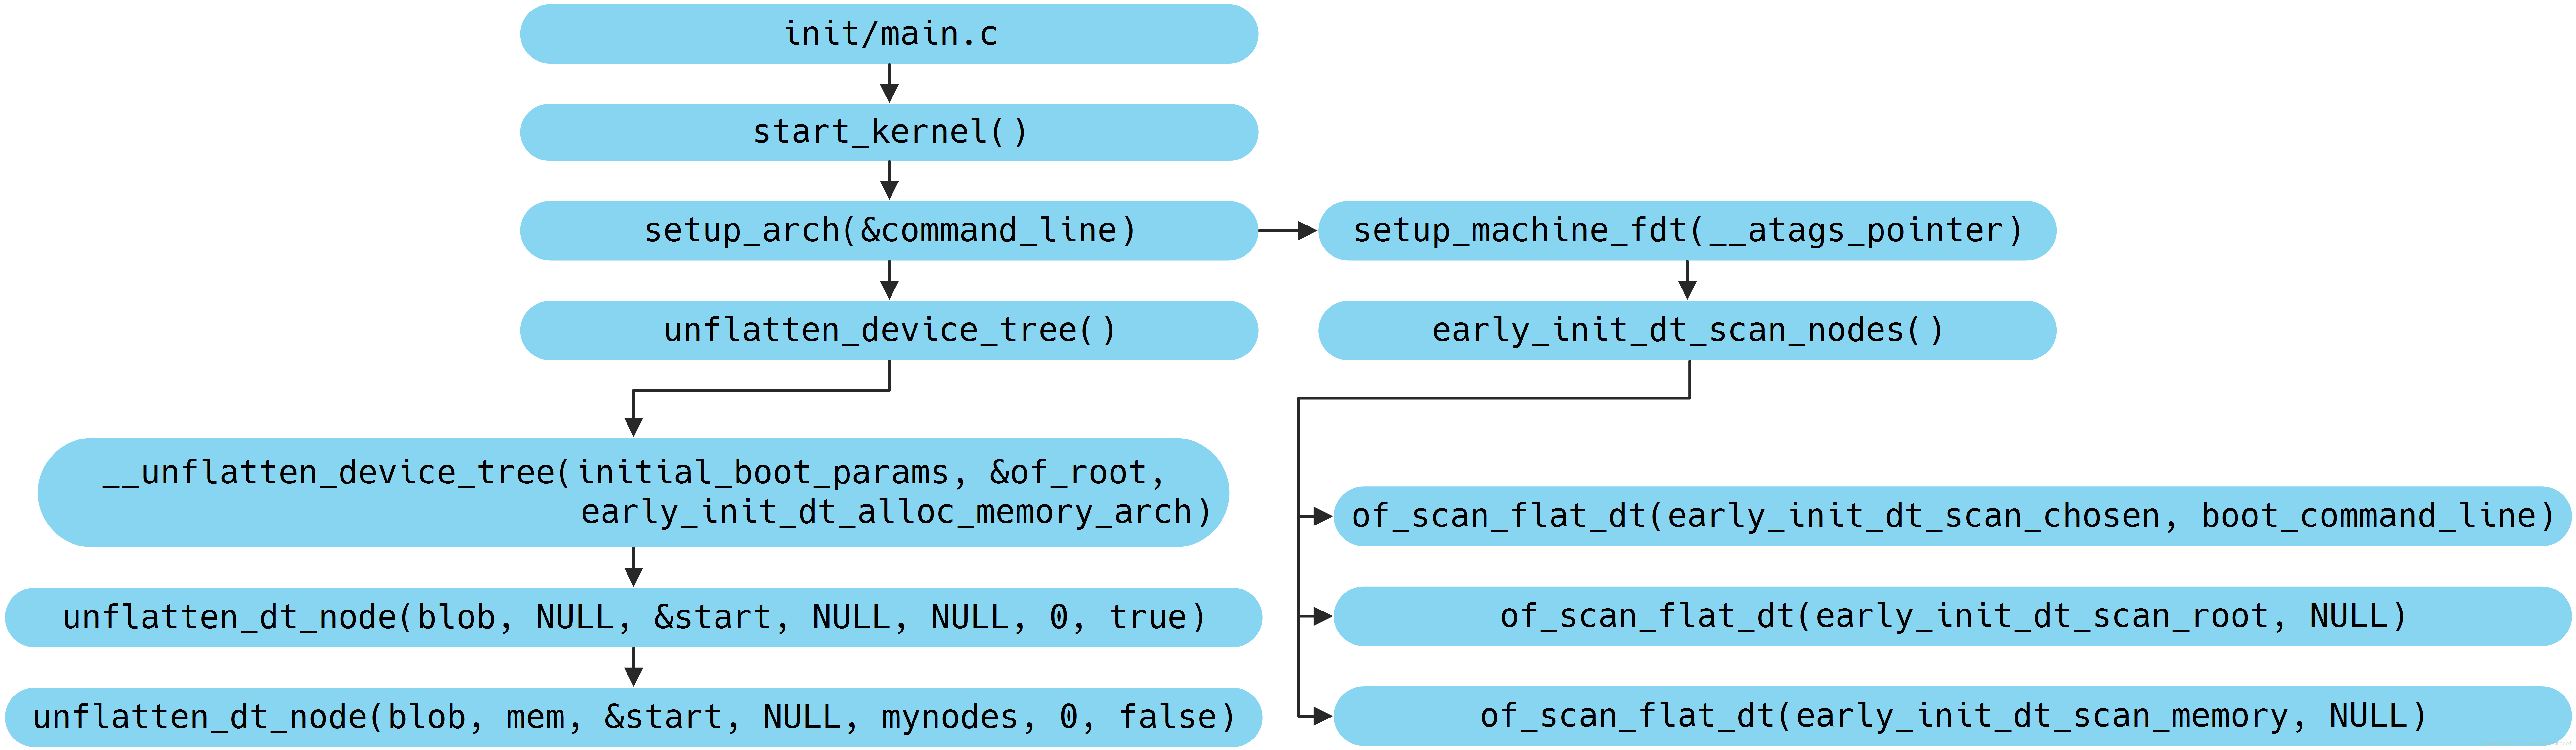 init/main.c
start_kernel()
setup_arch(&command_line)
setup_machine_fdt(__atags_pointer)
unflatten_device_tree()
early_init_dt_scan_nodes()
__unflatten_device_tree(initial_boot_params, &of_root,
early_init_dt_alloc_memory_arch)
of_scan_flat_dt(early_init_dt_scan_chosen, boot_command_line)
unflatten_dt_node(blob, NULL, &start, NULL, NULL, 0, true)
of_scan_flat_dt(early_init_dt_scan_root, NULL)
unflatten_dt_node(blob, mem, &start, NULL, mynodes, 0, false)
of_scan_flat_dt(early_init_dt_scan_memory, NULL)